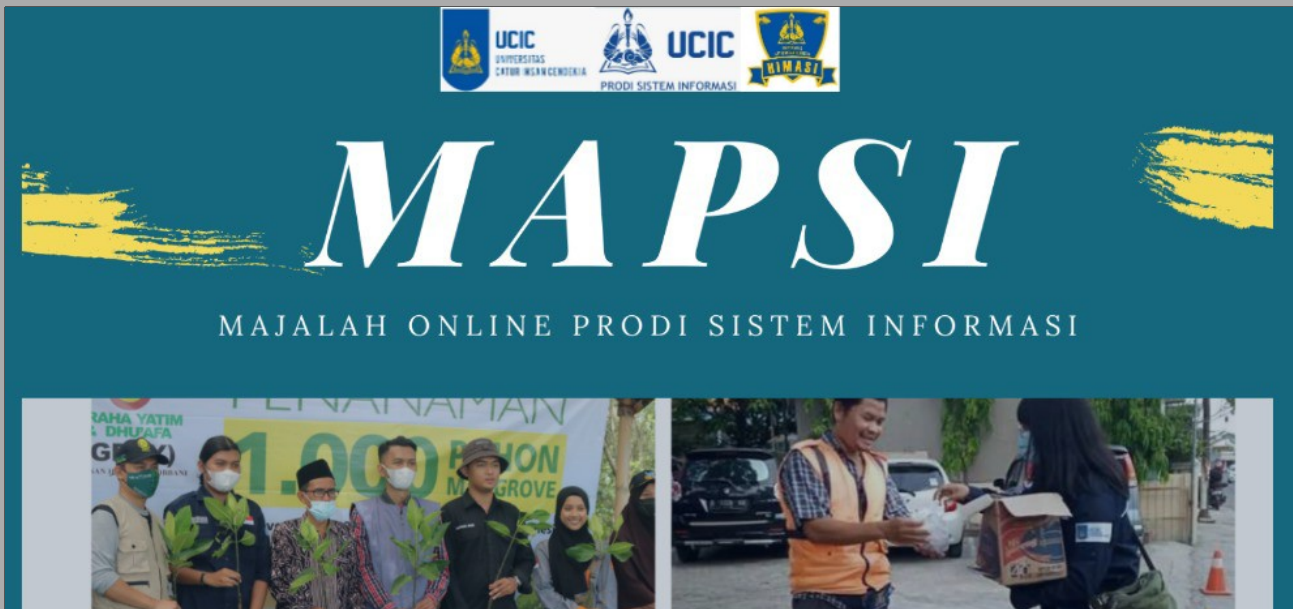 UCIC
UNIVERSITAS
CATUR INSAN CENDEKIA
UCIC
PRODI SISTEM INFORMASI
HIMASI
MAPSI
MAJALAH ONLINE PRODI SISTEM INFORMASI
RAHA YATIM
& DHUAFA
PENANAMAN
1.000 POHON
MANGROVE